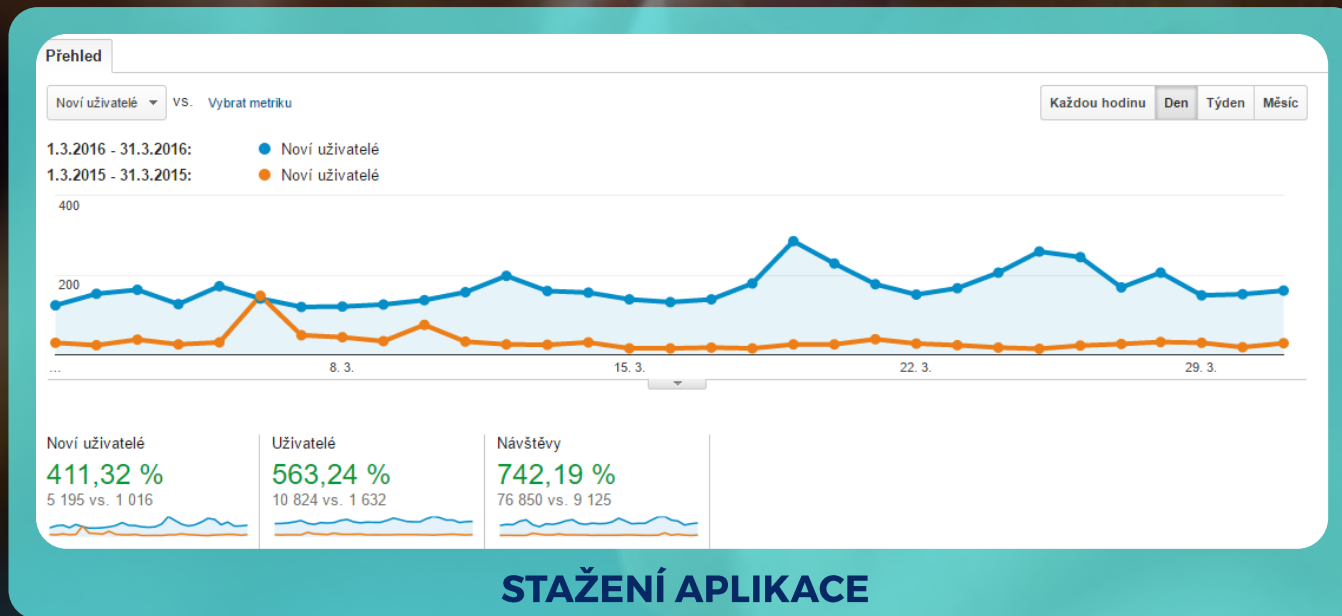 Přehled
Noví uživatelé VS. Vybrat metriku Každou hodinu Den Týden Měsíc
1.3.2016 - 31.3.2016: Noví uživatelé
1.3.2015 - 31.3.2015: Noví uživatelé
400
200
... 8. 3. 15. 3. 22. 3. 29. 3.
Noví uživatelé Uživatelé Návštěvy
411,32 % 563,24 % 742,19 %
5 195 vs. 1 016 10 824 vs. 1 632 76 850 vs. 9 125
STAŽENÍ APLIKACE